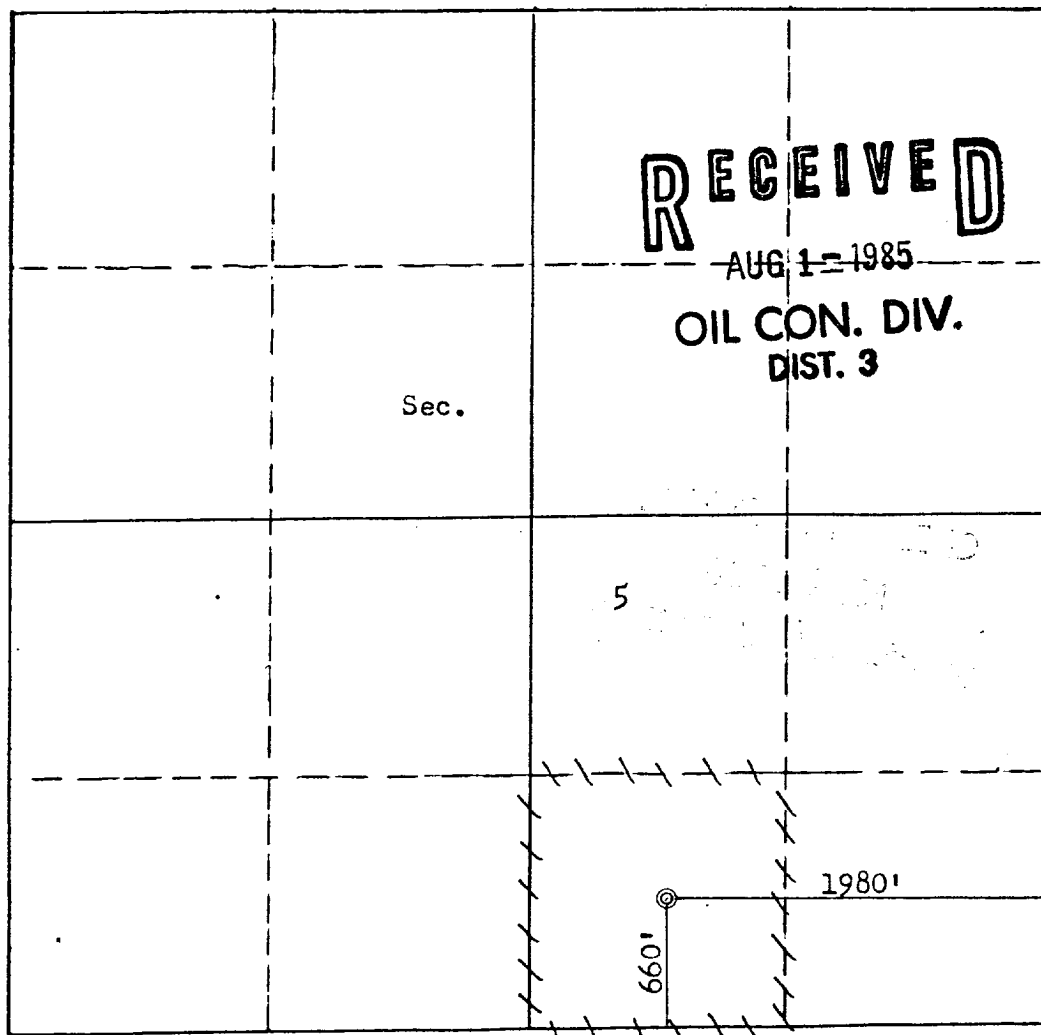 RECEIVED
AUG 1 - 1985
OIL CON. DIV.
DIST. 3
Sec.
5
1980'
660'